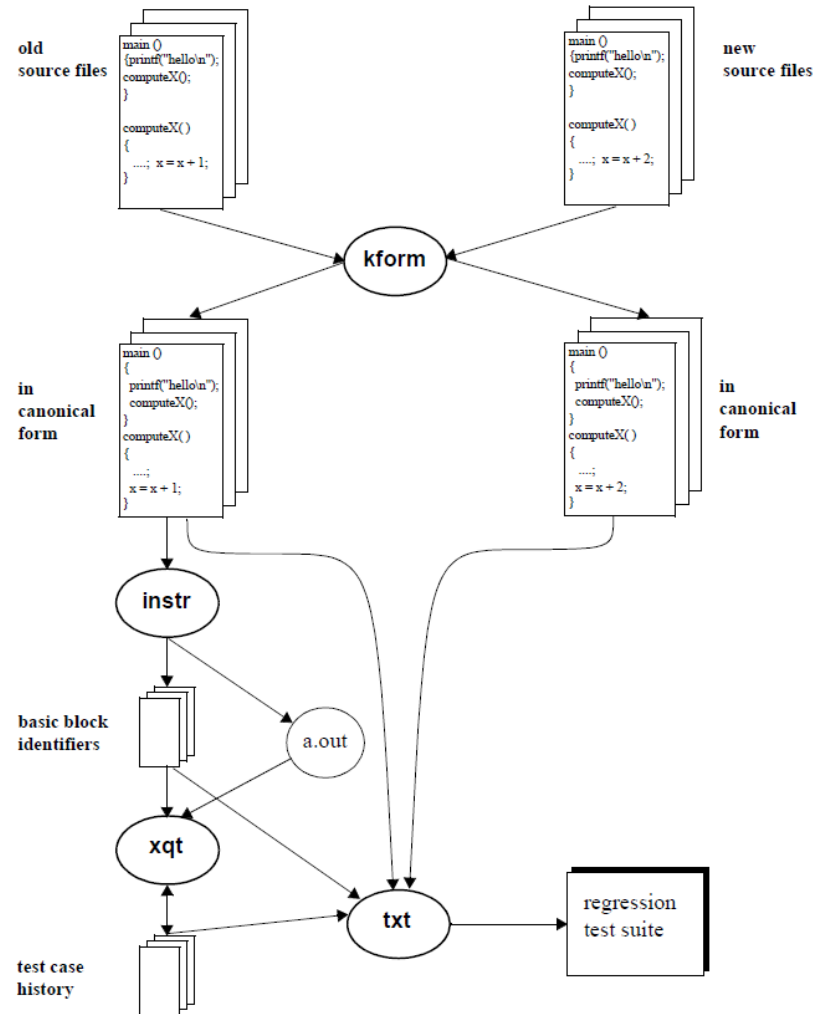 old
source files
main ()
{printf("hello\n");
computeX();
}
computeX( )
{
....; x = x + 1;
}
main ()
{printf("hello\n");
computeX();
}
computeX( )
{
....; x = x + 2;
}
new
source files
kform
in
canonical
form
main ()
{
printf("hello\n");
computeX();
}
computeX( )
{
....;
x = x + 1;
}
main ()
{
printf("hello\n");
computeX();
}
computeX( )
{
....;
x = x + 2;
}
in
canonical
form
instr
basic block
identifiers
a.out
xqt
txt
regression
test suite
test case
history